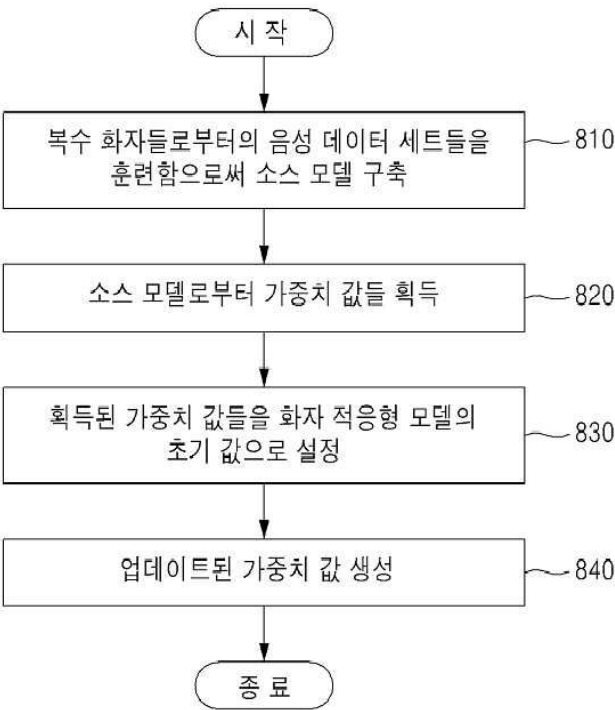 시 작
복수 화자들로부터의 음성 데이터 세트들을
훈련함으로써 소스 모델 구축
810
소스 모델로부터 가중치 값들 획득
820
획득된 가중치 값들을 화자 적응형 모델의
초기 값으로 설정
830
업데이트된 가중치 값 생성
840
종 료